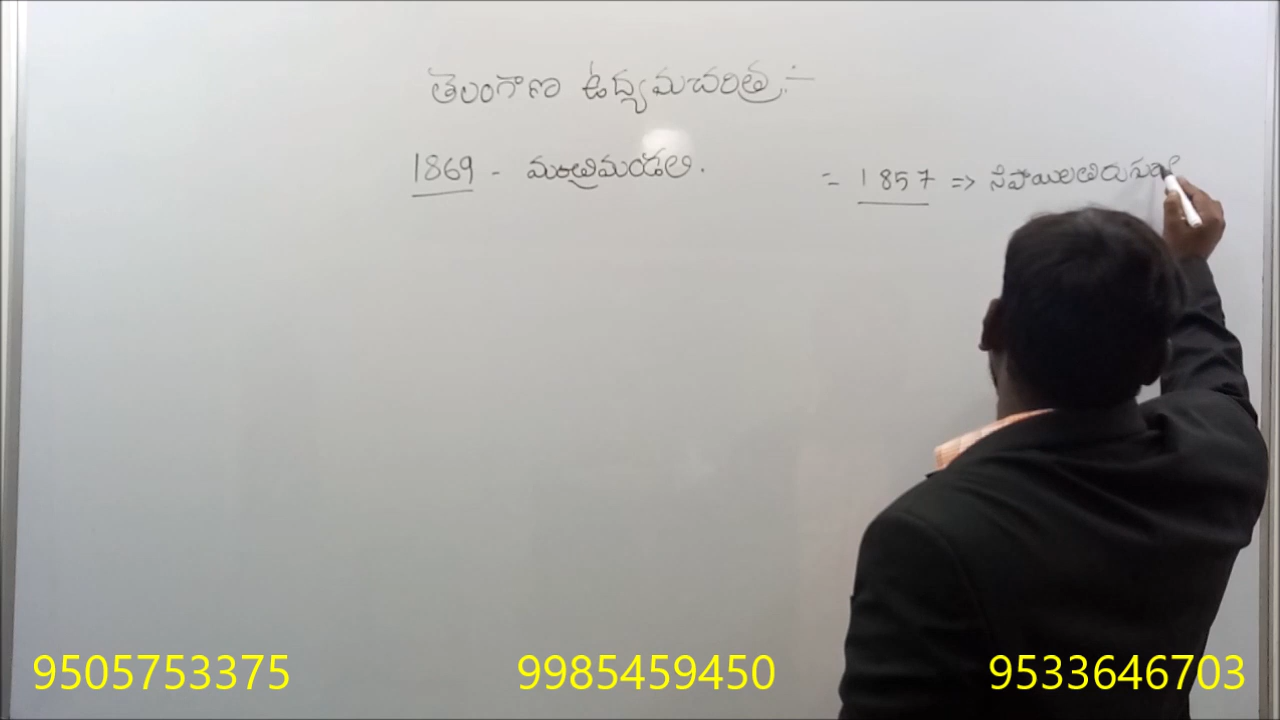 తెలంగాణ ఉద్యమచరిత్ర :-
1869 - మంత్రిమండలి.
= 1857 => సిపాయిలతిరుగు
9505753375 9985459450 9533646703